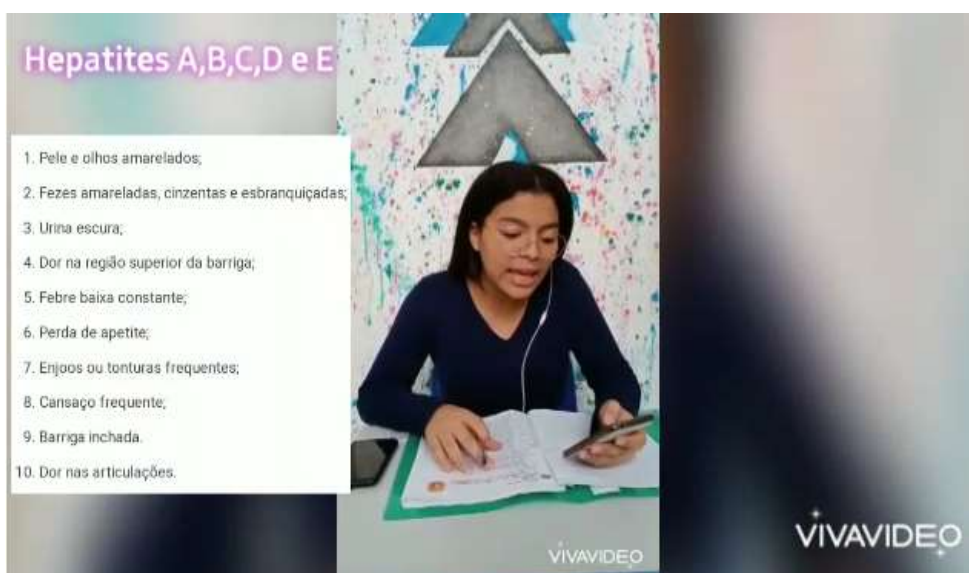 Hepatites A,B,C,D e E
1. Pele e olhos amarelados;
2. Fezes amareladas, cinzentas e esbranquiçadas;
3. Urina escura;
4. Dor na região superior da barriga;
5. Febre baixa constante;
6. Perda de apetite;
7. Enjoos ou tonturas frequentes;
8. Cansaço frequente;
9. Barriga inchada.
10. Dor nas articulações.
VIVAVIDEO
VIVAVIDEO